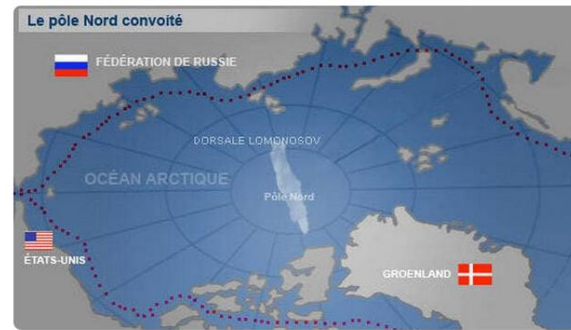 Le pôle Nord convoité
FÉDÉRATION DE RUSSIE
DORSALE LOMONOSOV
OCÉAN ARCTIQUE
Pôle Nord
ÉTATS-UNIS
GROENLAND